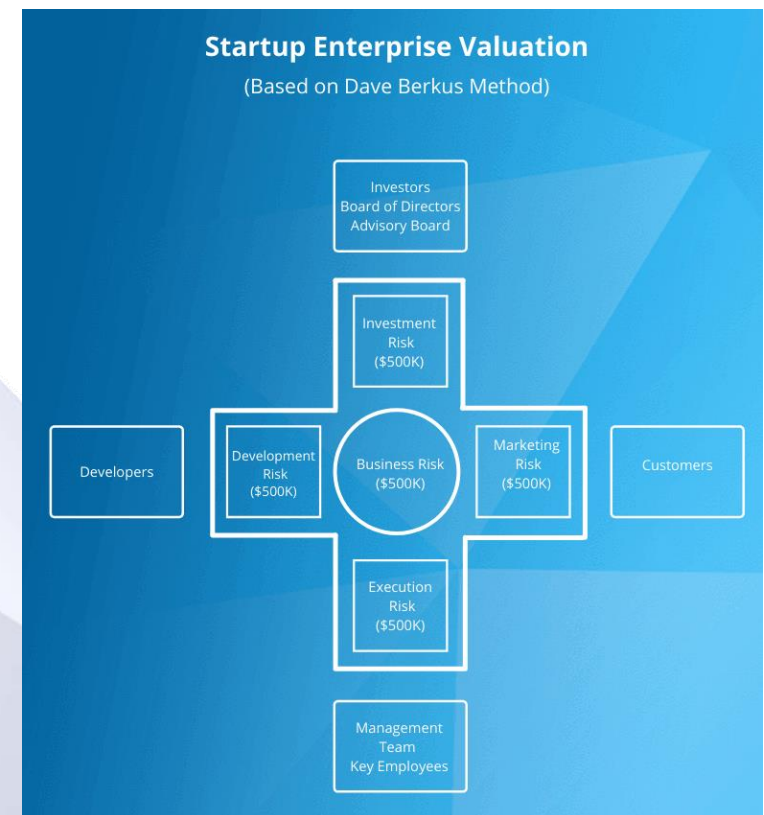 Startup Enterprise Valuation
(Based on Dave Berkus Method)
Investors
Board of Directors
Advisory Board
Investment
Risk
($500K)
Developers
Development
Risk
($500K)
Business Risk
($500K)
Marketing
Risk
($500K)
Customers
Execution
Risk
($500K)
Management
Team
Key Employees